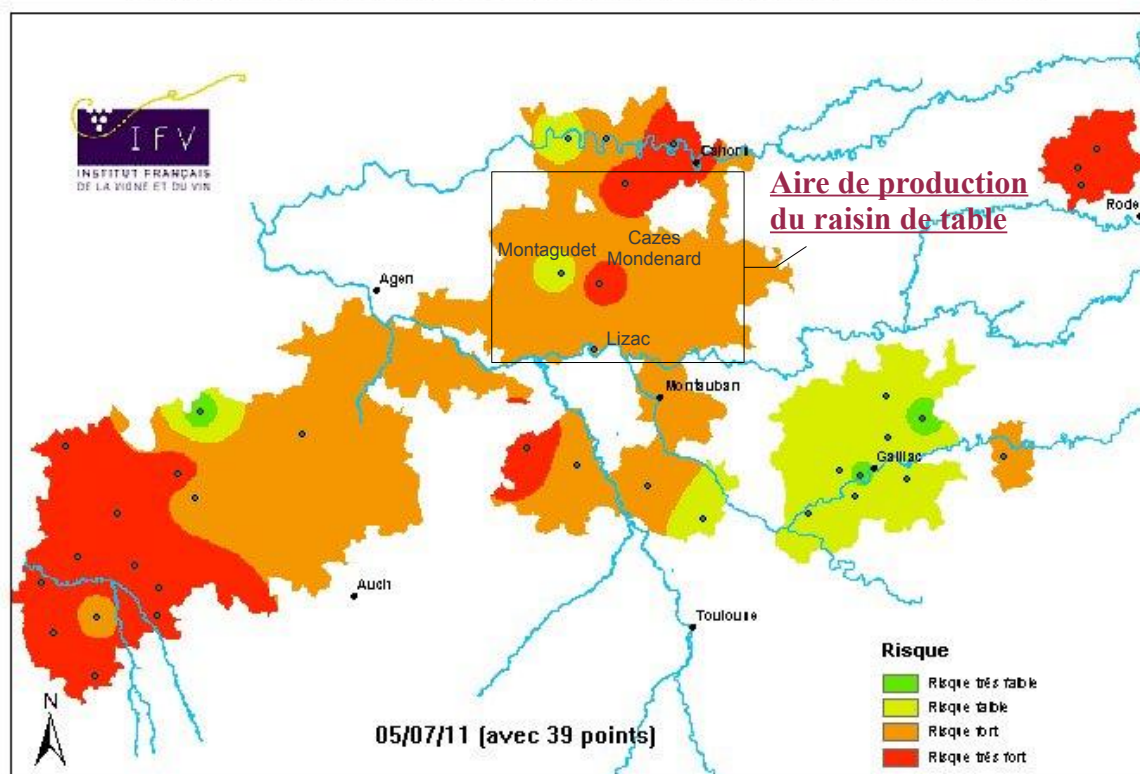 IFV
INSTITUT FRANÇAIS
DE LA VIGNE ET DU VIN
Cahors
Aire de production
du raisin de table
Rode
Montagudet
Cazes
Mondenard
Agen
Lizac
Montauban
Gaillac
Auch
Toulouse
Risque
Risque très faible
Risque faible
Risque fort
Risque très fort
N
05/07/11 (avec 39 points)